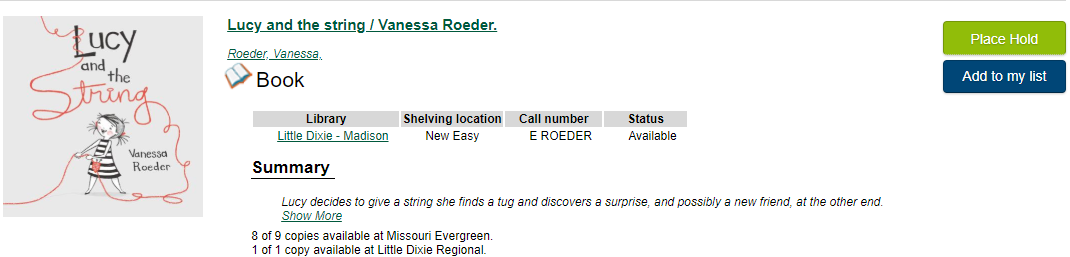 Lucy
and
the
String
Vanessa
Roeder
Lucy and the string / Vanessa Roeder.
Roeder, Vanessa,
Book
Place Hold
Add to my list
Library Shelving location Call number Status
Little Dixie - Madison New Easy E ROEDER Available
Summary
Lucy decides to give a string she finds a tug and discovers a surprise, and possibly a new friend, at the other end.
Show More
8 of 9 copies available at Missouri Evergreen.
1 of 1 copy available at Little Dixie Regional.